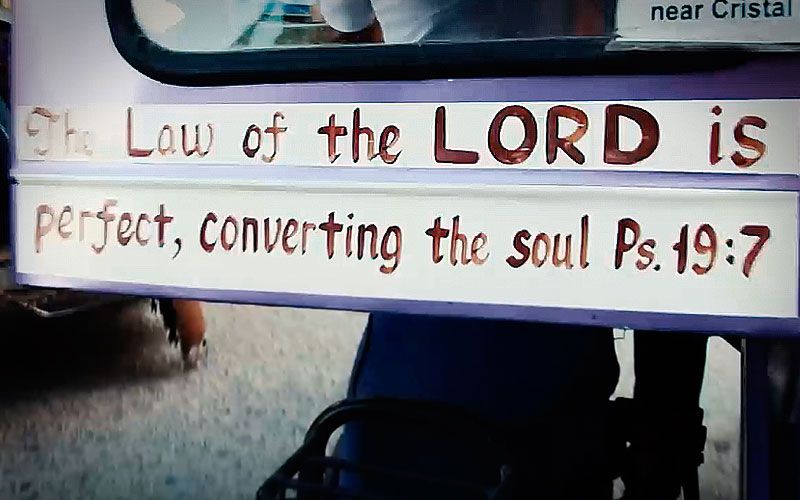 near Cristal
The Law of the LORD is
perfect, converting the soul Ps. 19:7